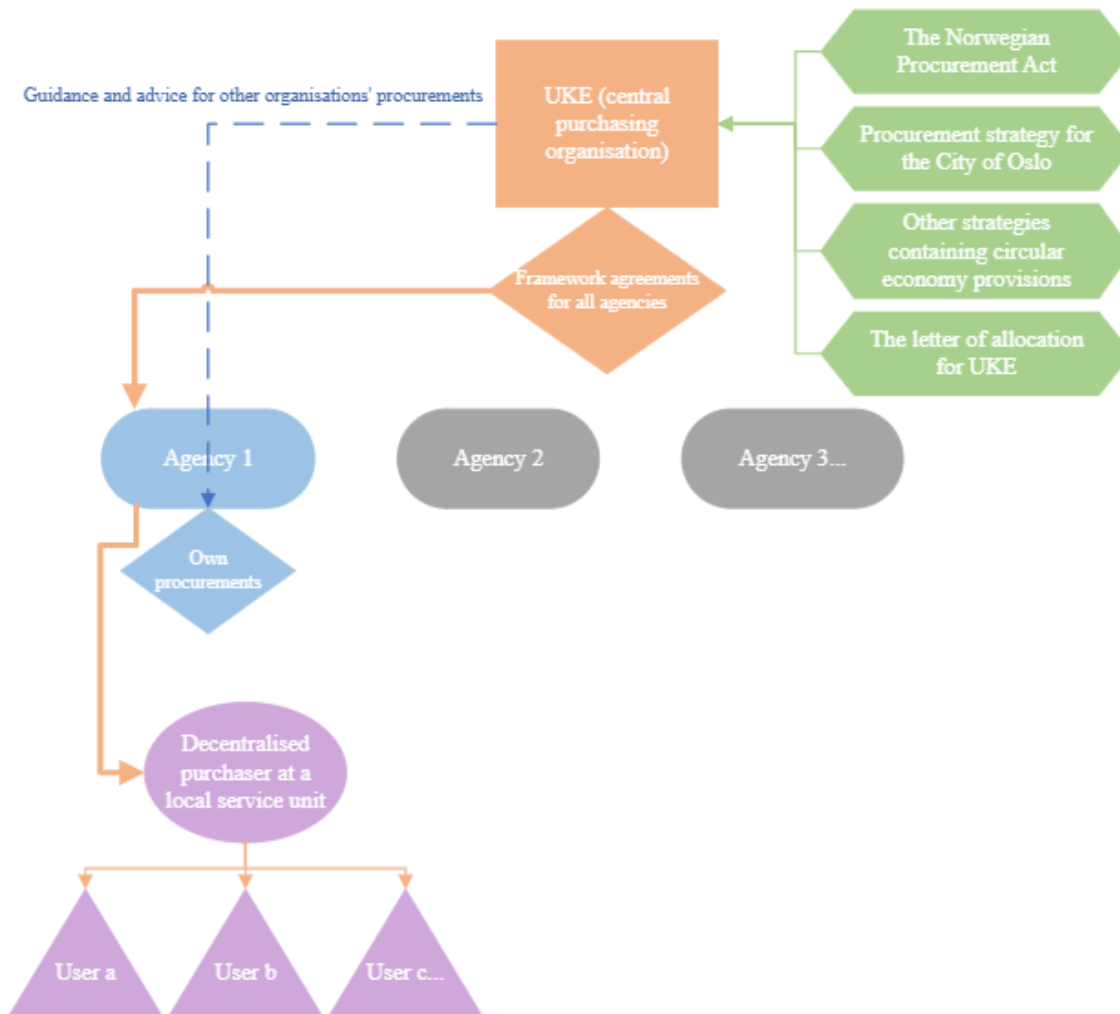 The Norwegian
Procurement Act
Guidance and advice for other organisations' procurements
UKE (central
purchasing
organisation)
Procurement strategy for
the City of Oslo
Other strategies
containing circular
economy provisions
Framework agreements
for all agencies
The letter of allocation
for UKE
Agency 1
Agency 2
Agency 3...
Own
procurements
Decentralised
purchaser at a
local service unit
User a
User b
User c...